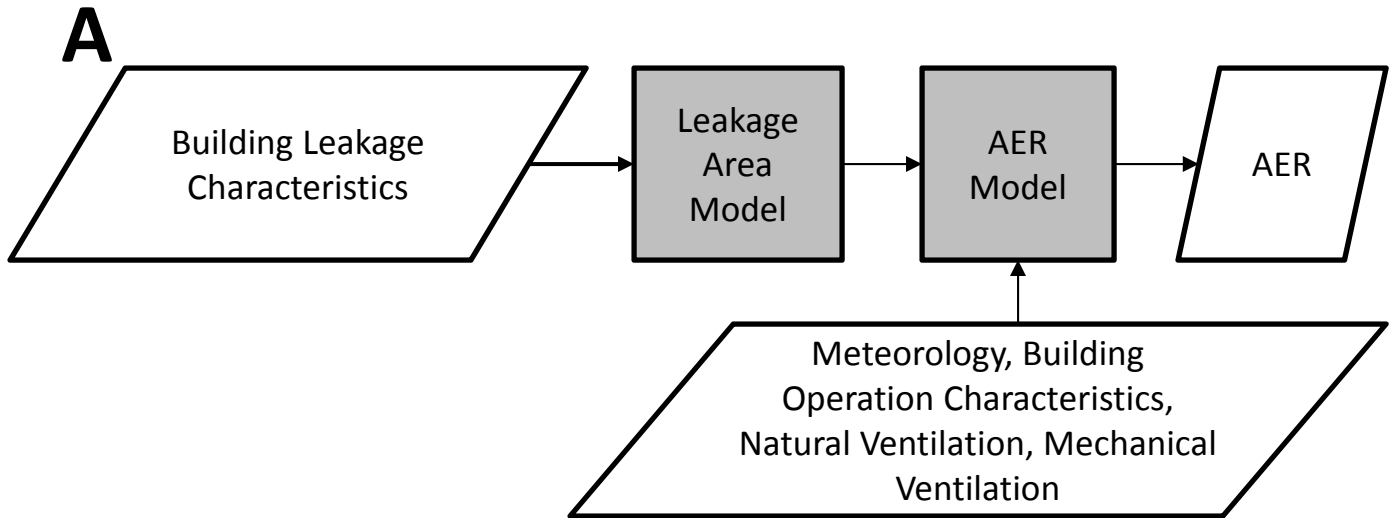 A
Building Leakage
Characteristics
Leakage
Area
Model
AER
Model
AER
Meteorology, Building
Operation Characteristics,
Natural Ventilation, Mechanical
Ventilation